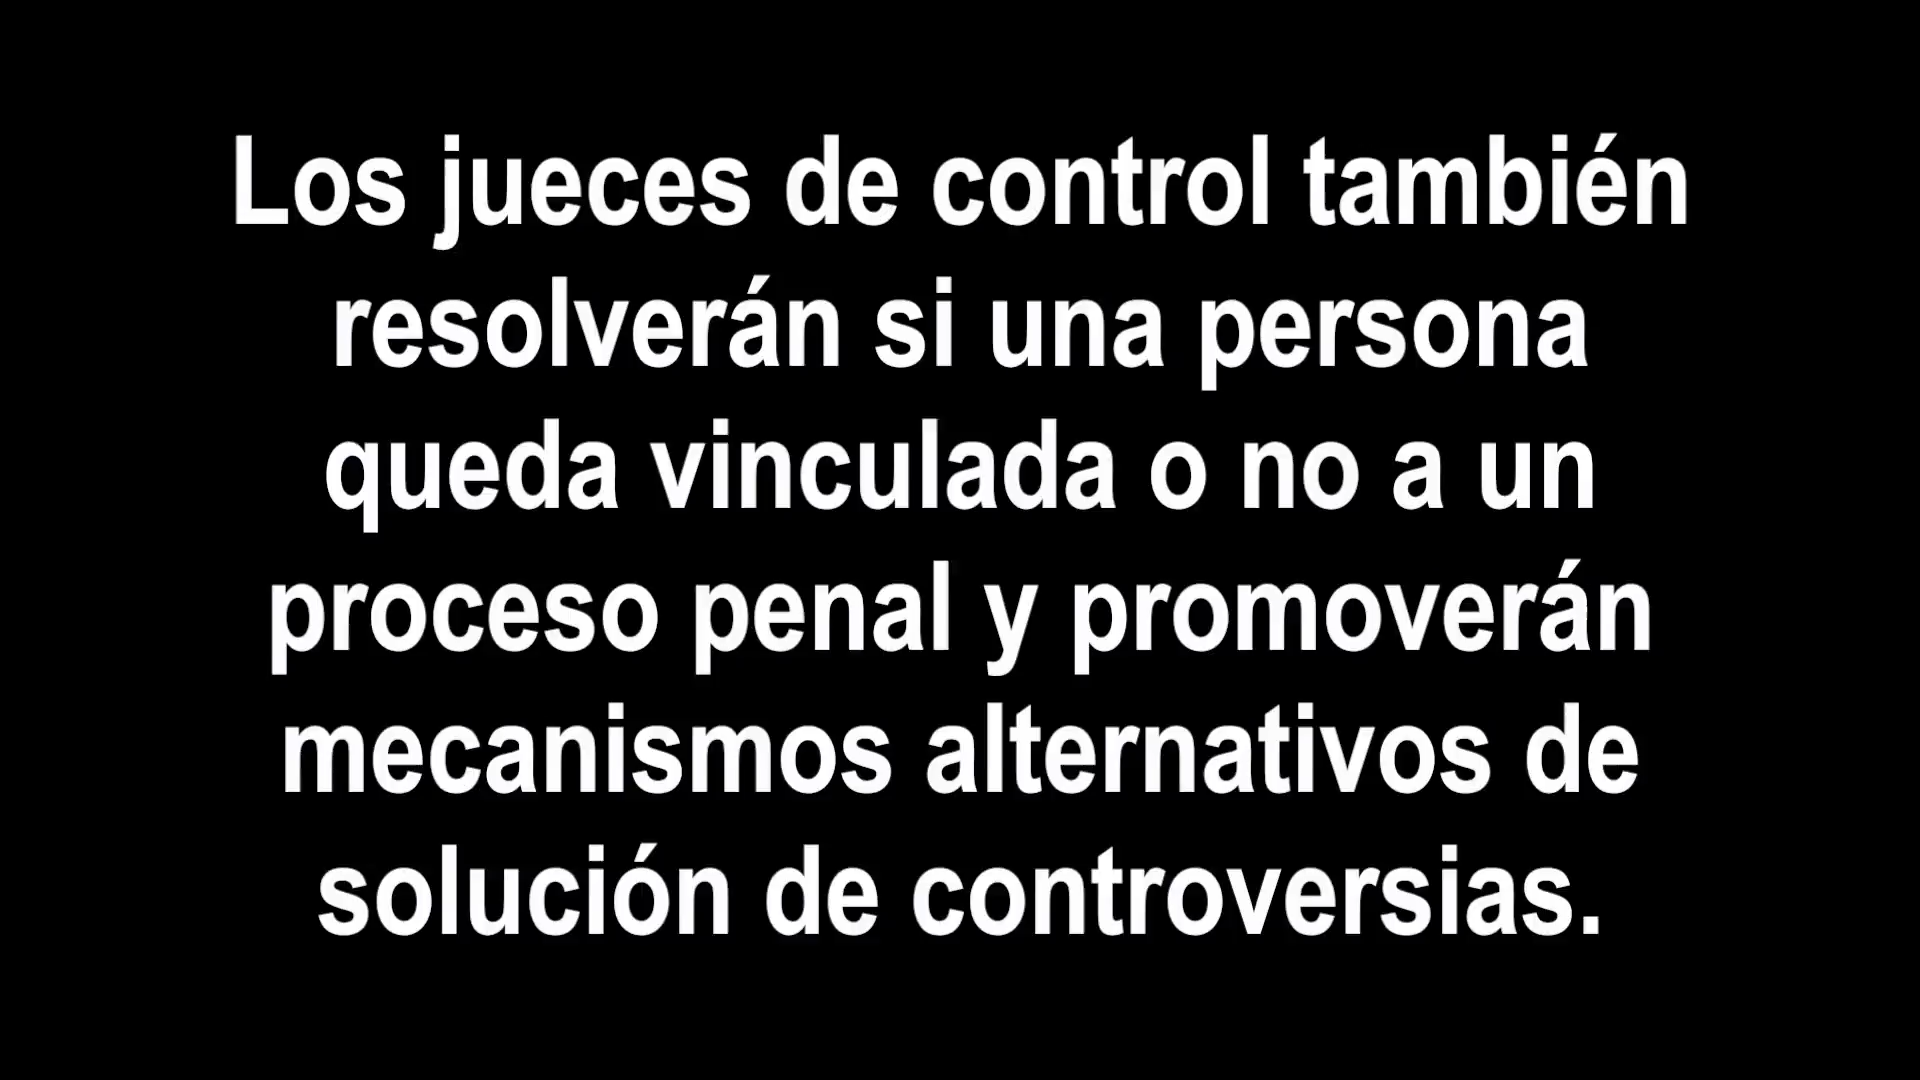 Los jueces de control también
resolverán si una persona
queda vinculada o no a un
proceso penal y promoverán
mecanismos alternativos de
solución de controversias.